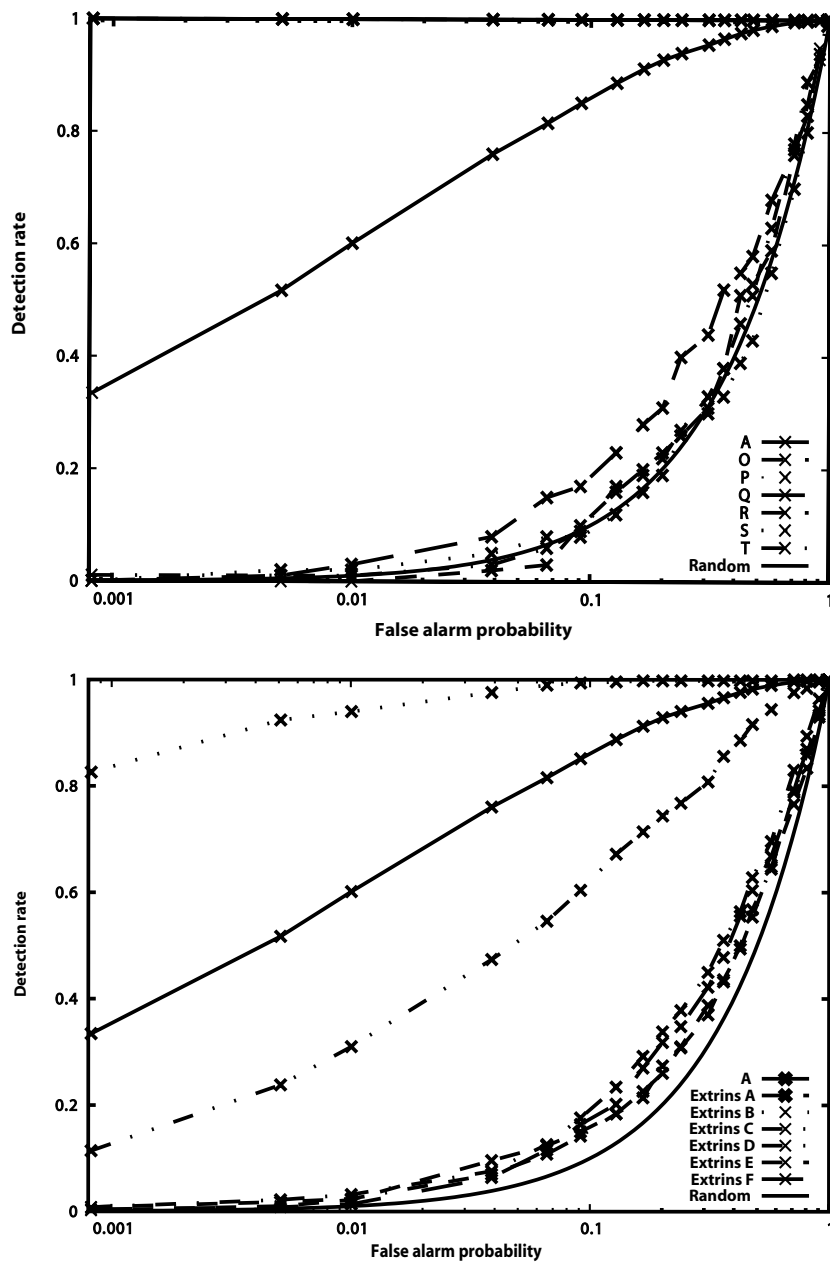 1
0.8
0.6
0.4
0.2
0
Detection rate
A
O
P
Q
R
S
T
Random
0.001 0.01 0.1 1
False alarm probability
1
0.8
0.6
0.4
0.2
0
Detection rate
A
Extrins A
Extrins B
Extrins C
Extrins D
Extrins E
Extrins F
Random
0.001 0.01 0.1 1
False alarm probability